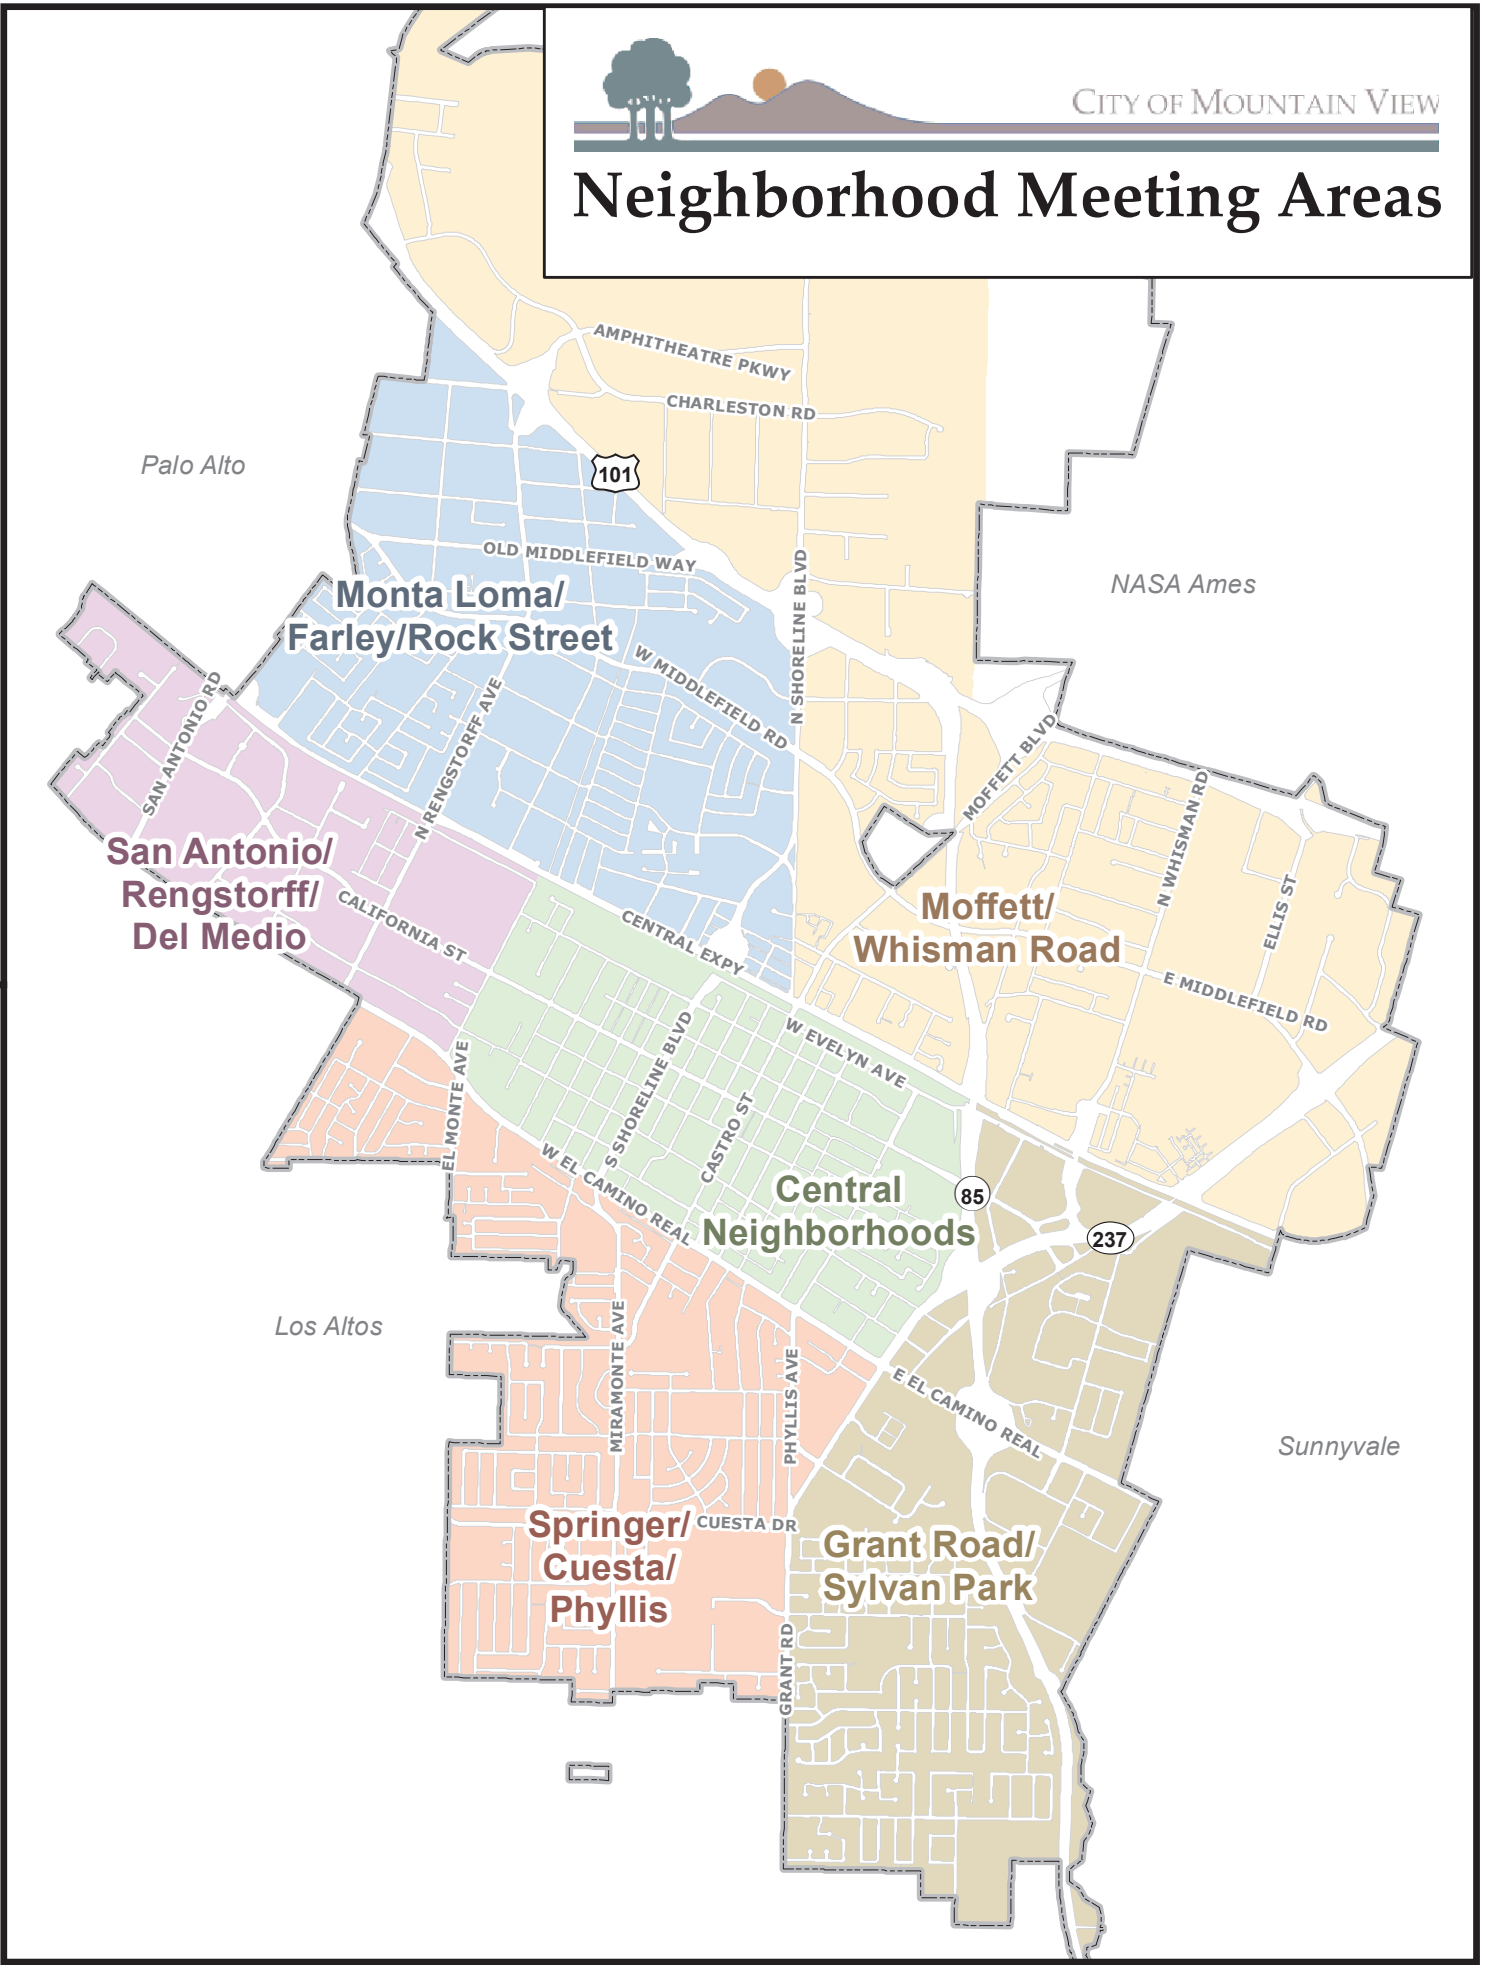 CITY OF MOUNTAIN VIEW
Neighborhood Meeting Areas
AMPHITHEATRE PKWY
CHARLESTON RD
Palo Alto
101
OLD MIDDLEFIELD WAY
N SHORELINE BLVD
NASA Ames
Monta Loma/
Farley/Rock Street
W MIDDLEFIELD RD
SAN ANTONIO RD
N RENGSTORFF AVE
MOFFETT BLVD
N WHISMAN RD
San Antonio/
Rengstorff/
Del Medio
CALIFORNIA ST
CENTRAL EXPY
Moffett/
Whisman Road
ELLIS ST
E MIDDLEFIELD RD
W EVELYN AVE
EL MONTE AVE
S SHORELINE BLVD
CASTRO ST
W EL CAMINO REAL
Central
Neighborhoods
85
237
Los Altos
MIRAMONTE AVE
PHYLLIS AVE
E EL CAMINO REAL
Sunnyvale
Springer/
Cuesta/
Phyllis
CUESTA DR
Grant Road/
Sylvan Park
GRANT RD